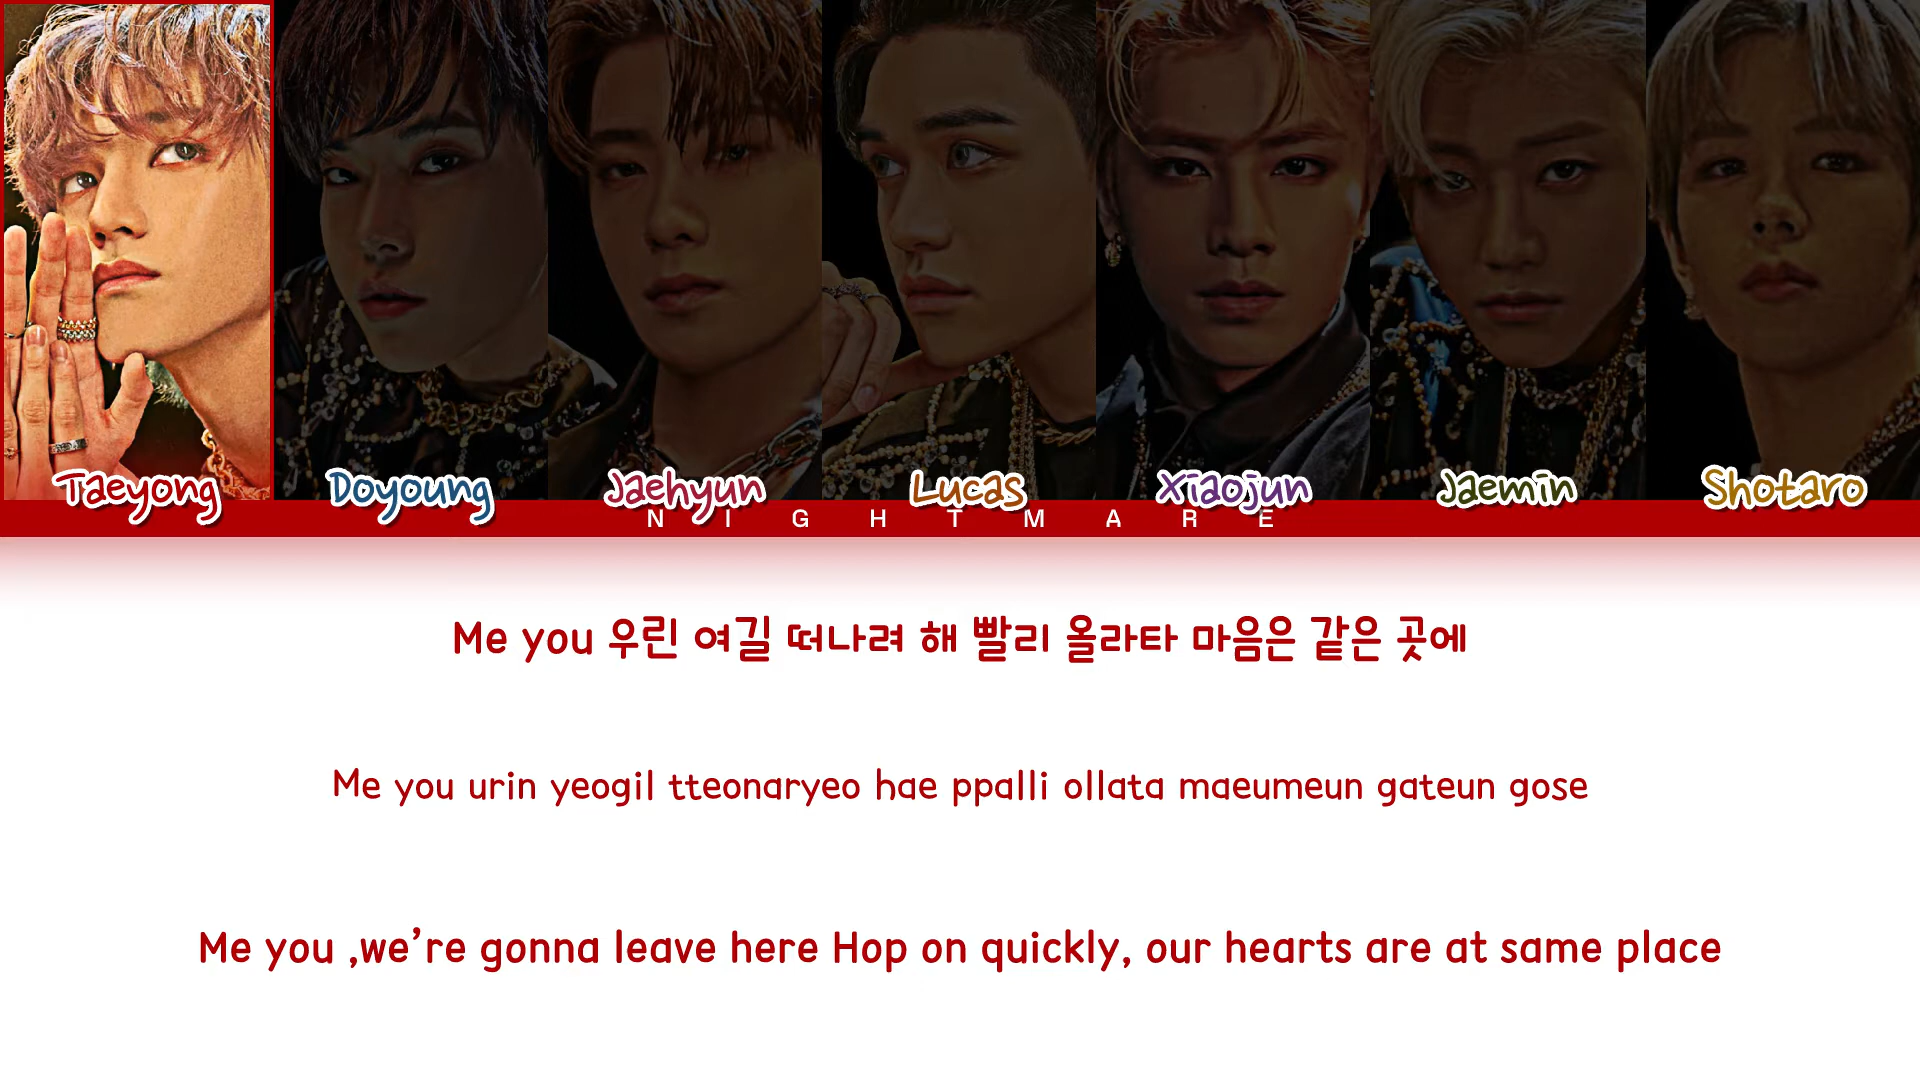 Taeyong Doyoung Jaehyun Lucas Xiaojun Jaemin Shotaro
NIGHTMARE
Me you 우린 여길 떠나려 해 빨리 올라타 마음은 같은 곳에
Me you urin yeogil tteonaryeo hae ppalli ollata maeumeun gateun gose
Me you ,we’re gonna leave here Hop on quickly, our hearts are at same place